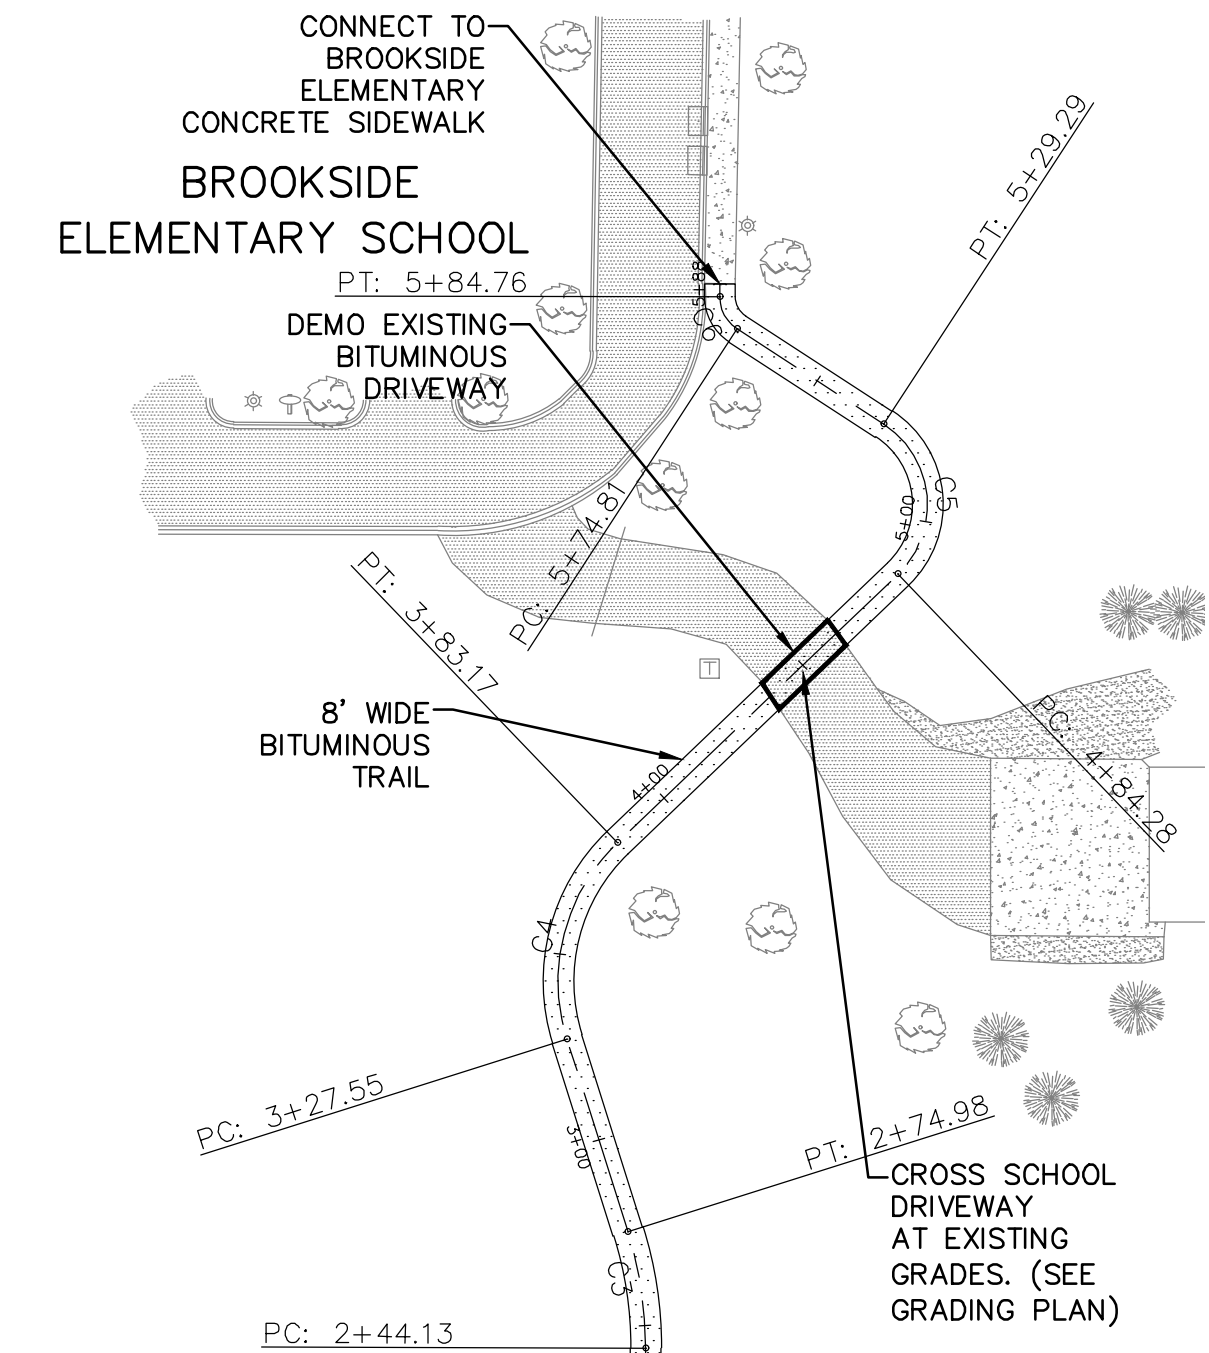 CONNECT TO
BROOKSIDE
ELEMENTARY
CONCRETE SIDEWALK
BROOKSIDE
ELEMENTARY SCHOOL
PT: 5+84.76
5+88
C6
PT: 5+29.29
DEMO EXISTING
BITUMINOUS
DRIVEWAY
C5
5+00
PC: 5+74.81
PT: 3+83.17
T
8' WIDE
BITUMINOUS
TRAIL
4+00
PC: 4+84.28
C4
PC: 3+27.55
3+00
PT: 2+74.98
CROSS SCHOOL
DRIVEWAY
AT EXISTING
GRADES. (SEE
GRADING PLAN)
C3
PC: 2+44.13